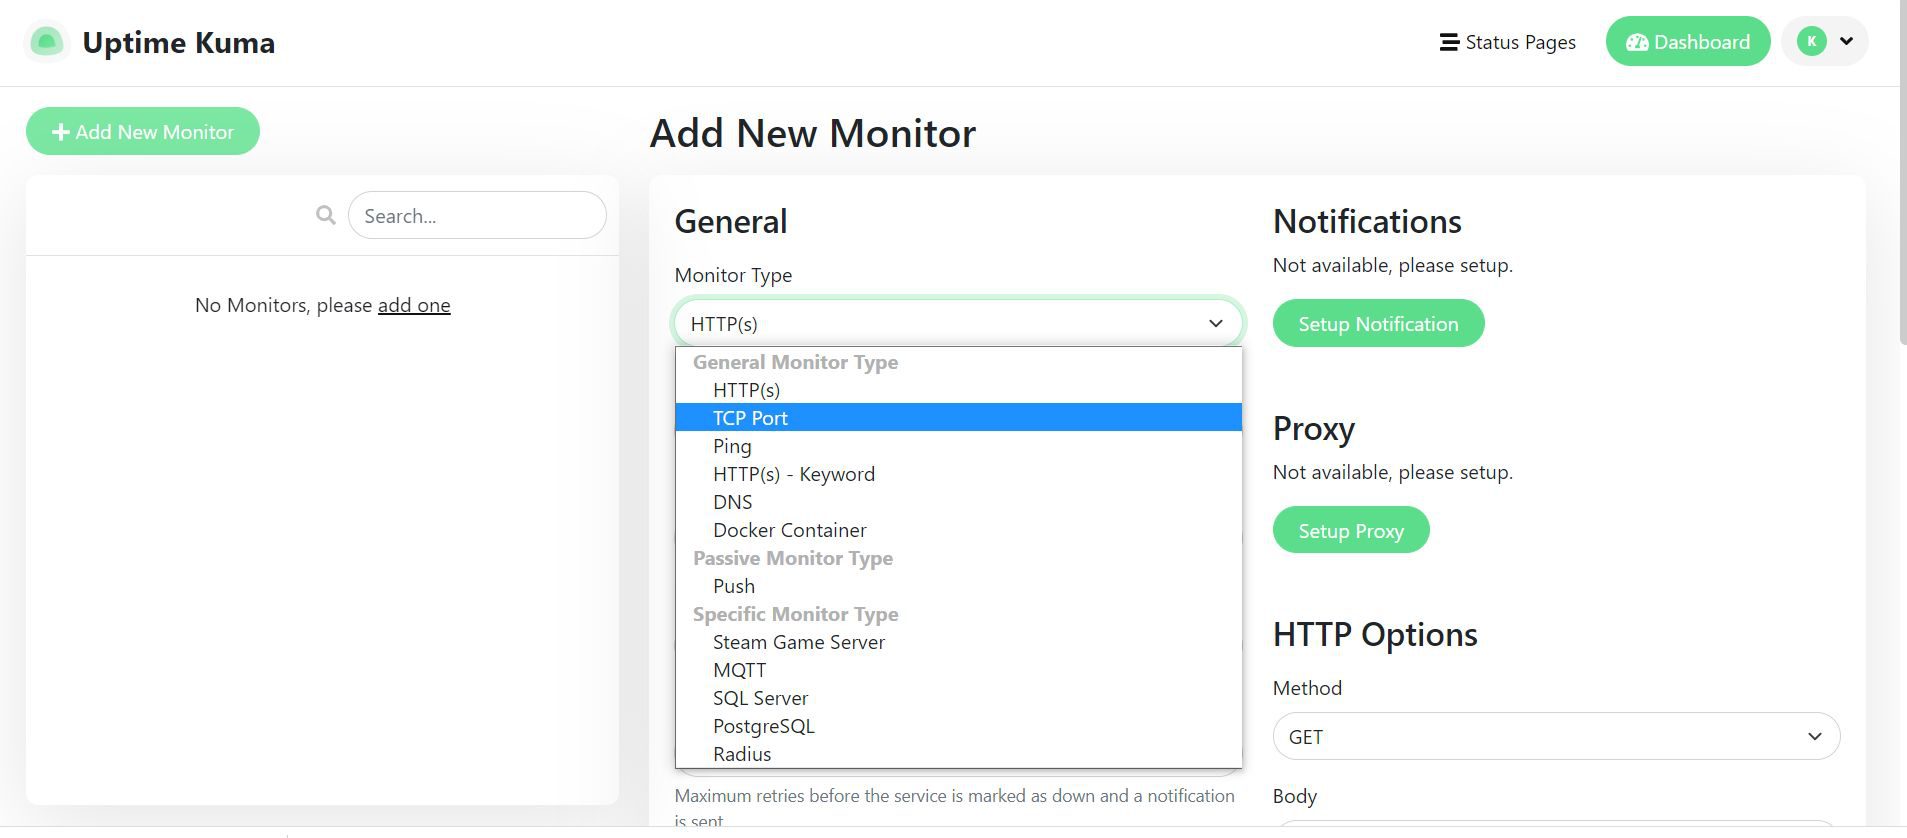 Uptime Kuma
Status Pages
Dashboard
K
Add New Monitor
Search...
No Monitors, please add one
Add New Monitor
General
Monitor Type
HTTP(s)
General Monitor Type
HTTP(s)
TCP Port
Ping
HTTP(s) - Keyword
DNS
Docker Container
Passive Monitor Type
Push
Specific Monitor Type
Steam Game Server
MQTT
SQL Server
PostgreSQL
Radius
Maximum retries before the service is marked as down and a notification
is sent
Notifications
Not available, please setup.
Setup Notification
Proxy
Not available, please setup.
Setup Proxy
HTTP Options
Method
GET
Body